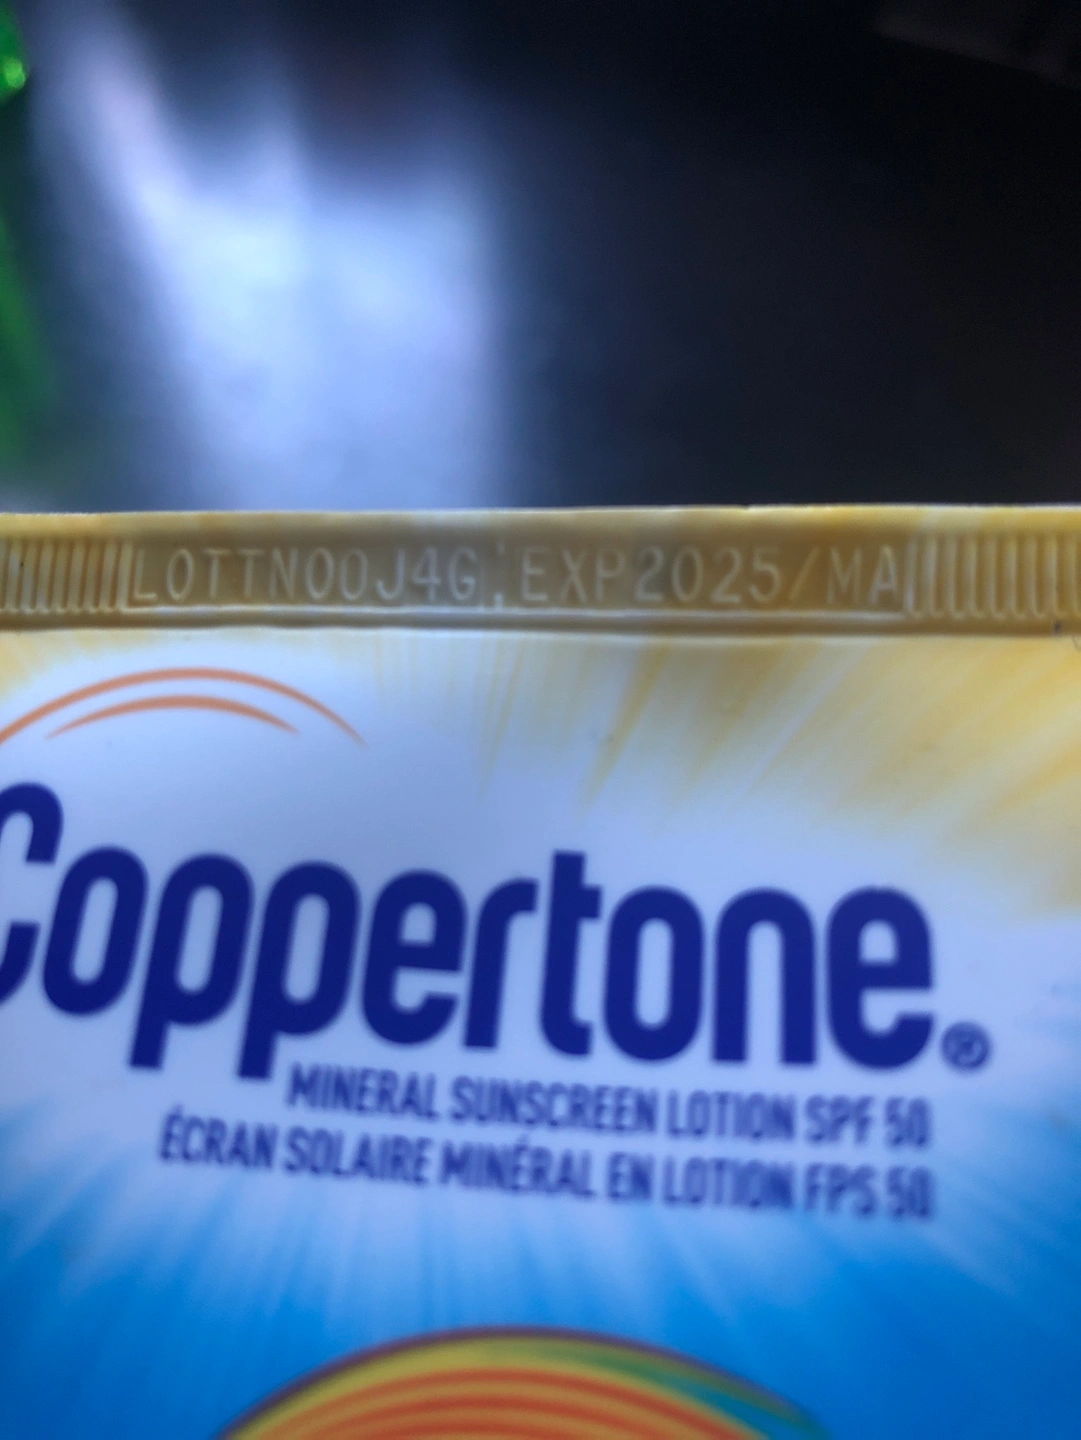 LOTTN00J4G EXP2025/MA
Coppertone®
MINERAL SUNSCREEN LOTION SPF 50
ÉCRAN SOLAIRE MINÉRAL EN LOTION FPS 50